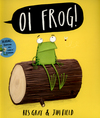 OI FROG!
KES GRAY & JIM FIELD